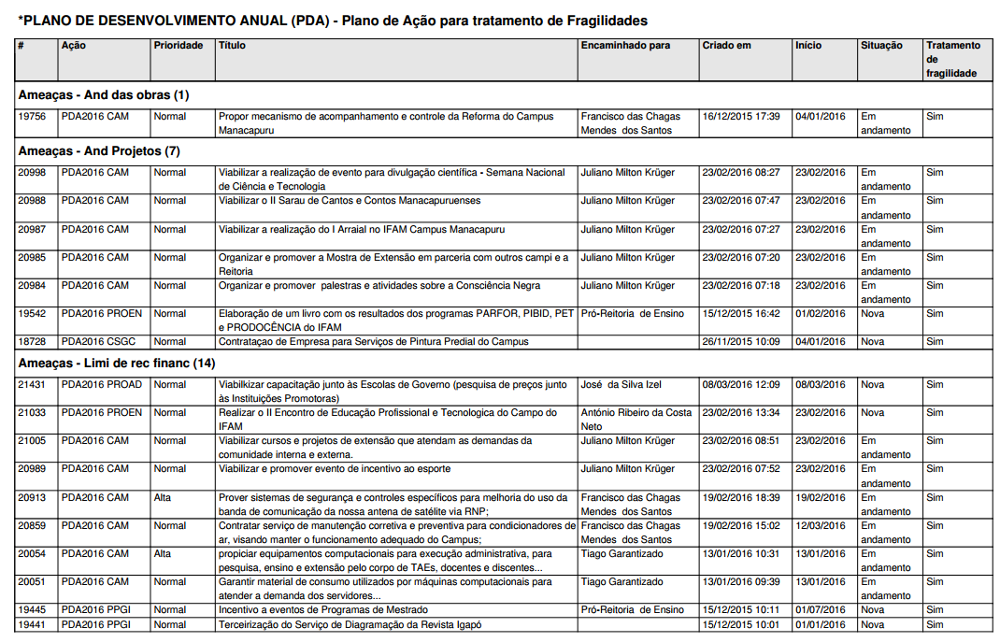 *PLANO DE DESENVOLVIMENTO ANUAL (PDA) - Plano de Ação para tratamento de Fragilidades
# Ação Prioridade Título Encaminhado para Criado em Início Situação Tratamento
de
fragilidade
Ameaças - And das obras (1)
19756 PDA2016 CAM Normal Propor mecanismo de acompanhamento e controle da Reforma do Campus Francisco das Chagas 16/12/2015 17:39 04/01/2016 Em Sim
Manacapuru Mendes dos Santos andamento
Ameaças - And Projetos (7)
20998 PDA2016 CAM Normal Viabilizar a realização de evento para divulgação científica - Semana Nacional Juliano Milton Krüger 23/02/2016 08:27 23/02/2016 Em Sim
de Ciência e Tecnologia andamento
20988 PDA2016 CAM Normal Viabilizar o II Sarau de Cantos e Contos Manacapuruenses Juliano Milton Krüger 23/02/2016 07:47 23/02/2016 Em Sim
andamento
20987 PDA2016 CAM Normal Viabilizar a realização do I Arraial no IFAM Campus Manacapuru Juliano Milton Krüger 23/02/2016 07:27 23/02/2016 Em Sim
andamento
20985 PDA2016 CAM Normal Organizar e promover a Mostra de Extensão em parceria com outros campi e a Juliano Milton Krüger 23/02/2016 07:20 23/02/2016 Em Sim
Reitoria andamento
20984 PDA2016 CAM Normal Organizar e promover palestras e atividades sobre a Consciência Negra Juliano Milton Krüger 23/02/2016 07:18 23/02/2016 Em Sim
andamento
19542 PDA2016 PROEN Normal Elaboração de um livro com os resultados dos programas PARFOR, PIBID, PET Pró-Reitoria de Ensino 15/12/2015 16:42 01/02/2016 Nova Sim
e PRODOCÊNCIA do IFAM
18728 PDA2016 CSGC Normal Contrataçao de Empresa para Serviços de Pintura Predial do Campus 26/11/2015 10:09 04/01/2016 Nova Sim
Ameaças - Limi de rec financ (14)
21431 PDA2016 PROAD Normal Viabilkizar capacitação junto às Escolas de Governo (pesquisa de preços junto José da Silva Izel 08/03/2016 12:09 08/03/2016 Nova Sim
às Instituições Promotoras)
21033 PDA2016 PROEN Normal Realizar o II Encontro de Educação Profissional e Tecnologica do Campo do António Ribeiro da Costa 23/02/2016 13:34 23/02/2016 Nova Sim
IFAM Neto
21005 PDA2016 CAM Normal Viabilizar cursos e projetos de extensão que atendam as demandas da Juliano Milton Krüger 23/02/2016 08:51 23/02/2016 Em Sim
comunidade interna e externa. andamento
20989 PDA2016 CAM Normal Viabilizar e promover evento de incentivo ao esporte Juliano Milton Krüger 23/02/2016 07:52 23/02/2016 Em Sim
andamento
20913 PDA2016 CAM Alta Prover sistemas de segurança e controles específicos para melhoria do uso da Francisco das Chagas 19/02/2016 18:39 19/02/2016 Em Sim
banda de comunicação da nossa antena de satélite via RNP; Mendes dos Santos andamento
20859 PDA2016 CAM Normal Contratar serviço de manutenção corretiva e preventiva para condicionadores de Francisco das Chagas 19/02/2016 15:02 12/03/2016 Em Sim
ar, visando manter o funcionamento adequado do Campus; Mendes dos Santos andamento
20054 PDA2016 CAM Alta propiciar equipamentos computacionais para execução administrativa, para Tiago Garantizado 13/01/2016 10:31 13/01/2016 Em Sim
pesquisa, ensino e extensão pelo corpo de TAEs, docentes e discentes... andamento
20051 PDA2016 CAM Normal Garantir material de consumo utilizados por máquinas computacionais para Tiago Garantizado 13/01/2016 09:39 13/01/2016 Em Sim
atender a demanda dos servidores... andamento
19445 PDA2016 PPGI Normal Incentivo a eventos de Programas de Mestrado Pró-Reitoria de Ensino 15/12/2015 10:11 01/07/2016 Nova Sim
19441 PDA2016 PPGI Normal Terceirização do Serviço de Diagramação da Revista Igapó 15/12/2015 10:01 01/01/2016 Nova Sim